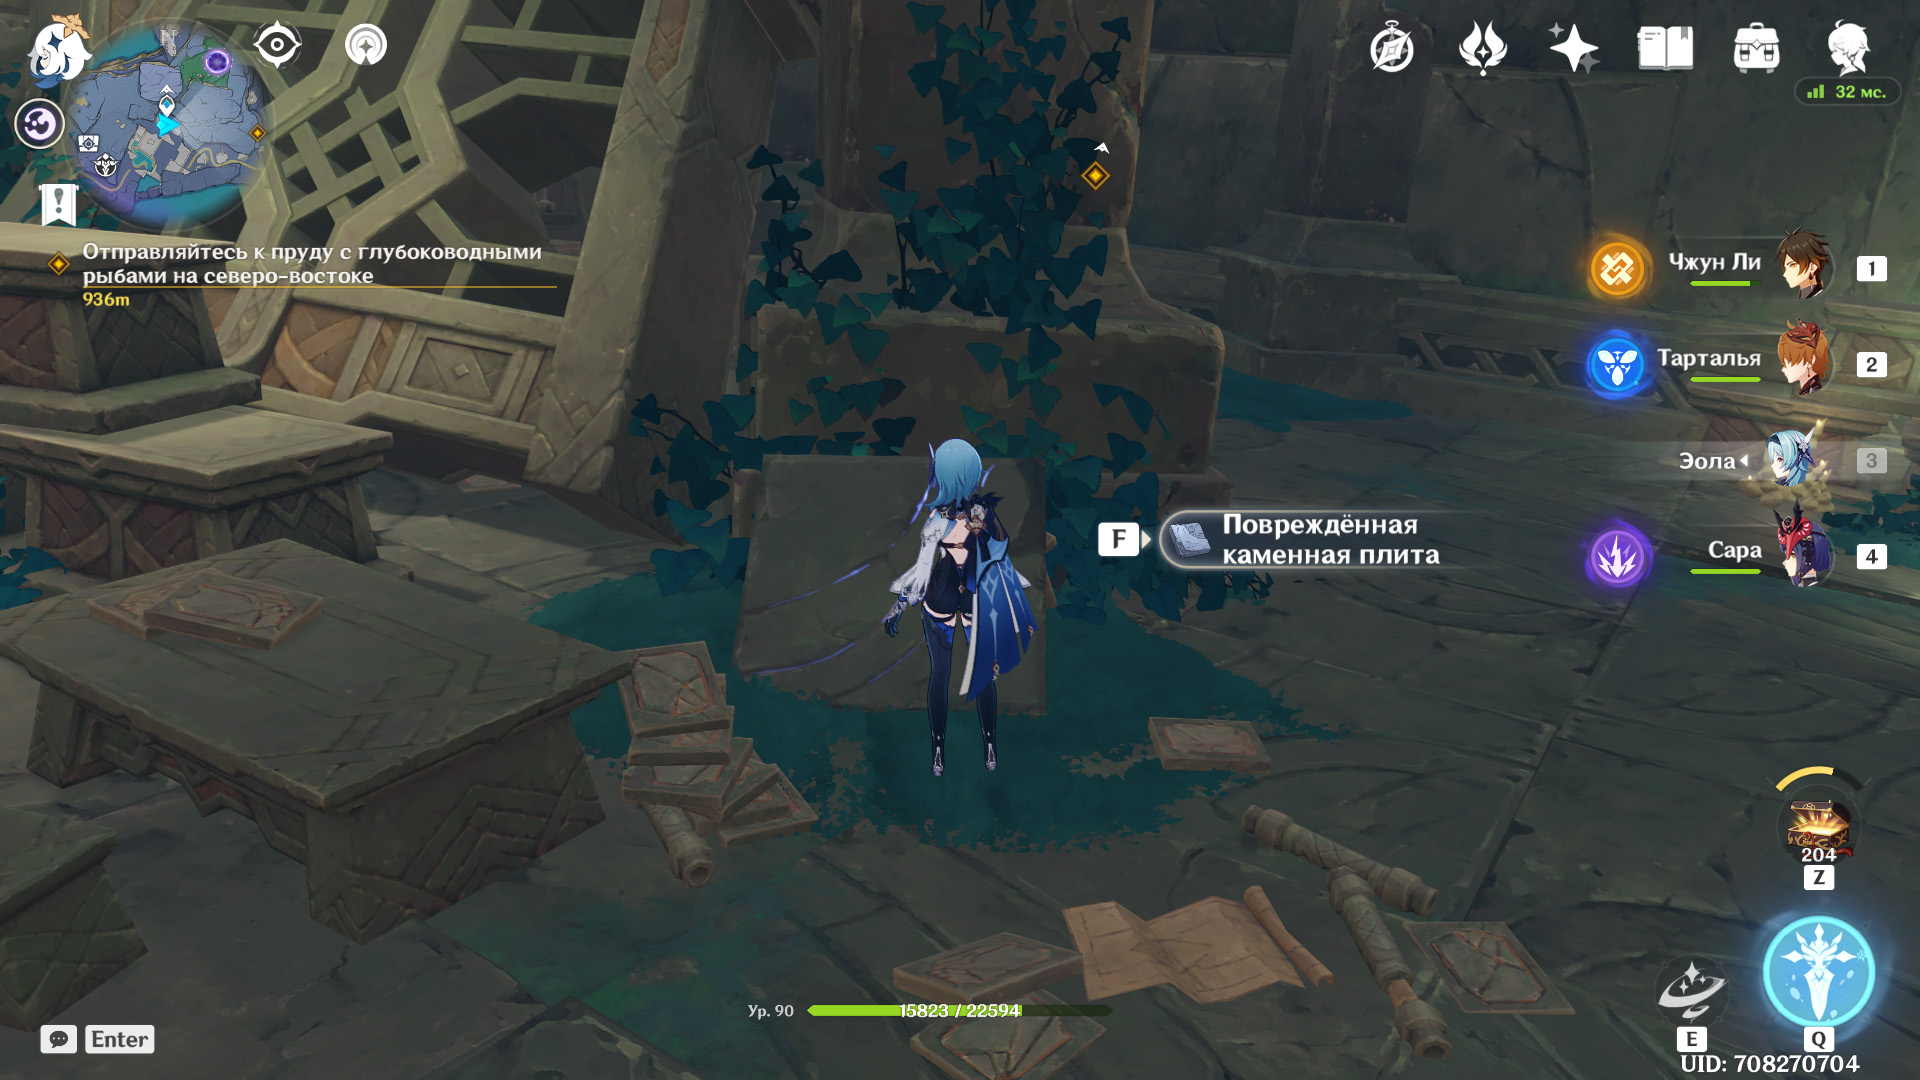 32 мс.
Отправляйтесь к пруду с глубоководными
рыбами на северо-востоке
936m
Чжун Ли
1
Тарталья
2
Эола
3
Сара
4
F
Повреждённая
каменная плита
204
Z
Ур. 90
15823 / 22594
Enter
E
Q
UID: 708270704